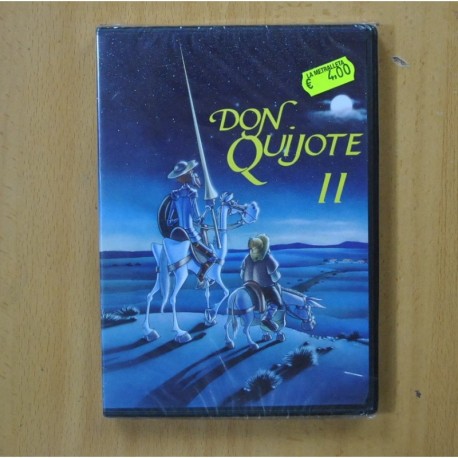 LA METRALLETA
€ 4,00
DON
QUIJOTE
II